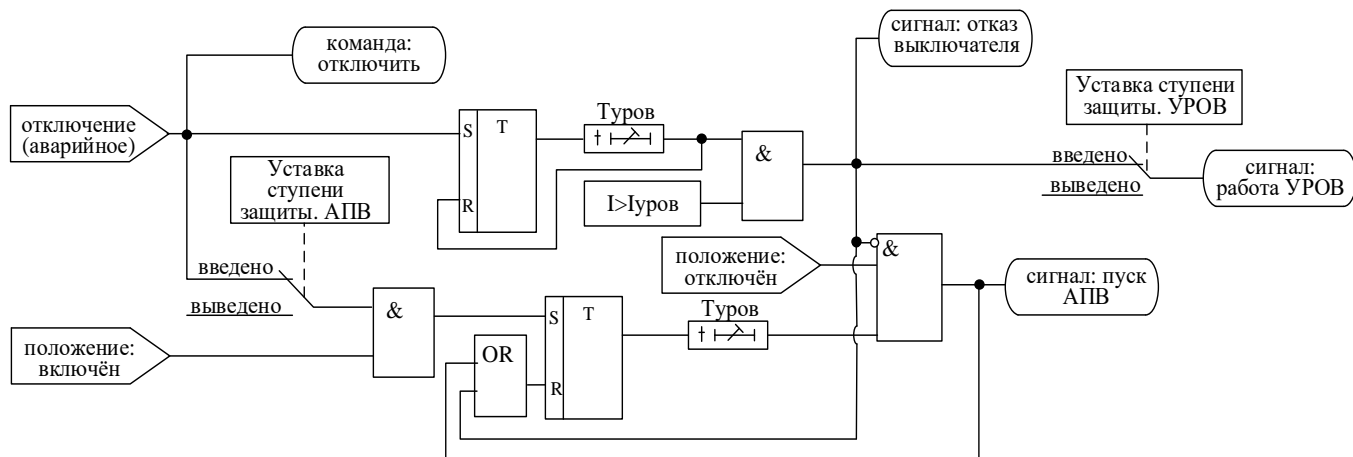 команда:
отключить
сигнал: отказ
выключателя
отключение
(аварийное)
S
T
R
Туров
&
I>Iуров
Уставка ступени
защиты. УРОВ
введено
выведено
сигнал:
работа УРОВ
Уставка
ступени
защиты. АПВ
введено
выведено
положение:
включён
&
OR
S
T
R
положение:
отключён
Туров
&
сигнал: пуск
АПВ